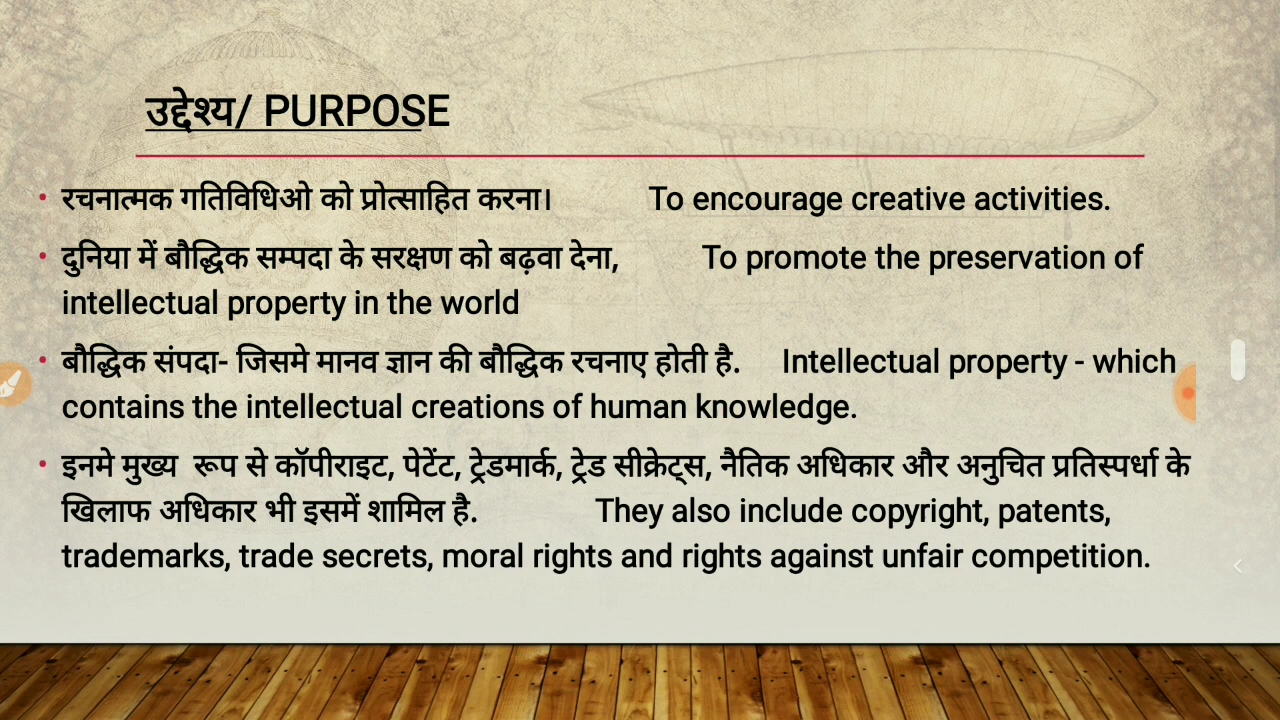 उद्देश्य/ PURPOSE
• रचनात्मक गतिविधिओ को प्रोत्साहित करना। To encourage creative activities.
• दुनिया में बौद्धिक सम्पदा के सरक्षण को बढ़वा देना, To promote the preservation of
intellectual property in the world
• बौद्धिक संपदा- जिसमे मानव ज्ञान की बौद्धिक रचनाए होती है. Intellectual property - which
contains the intellectual creations of human knowledge.
• इनमे मुख्य रूप से कॉपीराइट, पेटेंट, ट्रेडमार्क, ट्रेड सीक्रेट्स, नैतिक अधिकार और अनुचित प्रतिस्पर्धा के
खिलाफ अधिकार भी इसमें शामिल है. They also include copyright, patents,
trademarks, trade secrets, moral rights and rights against unfair competition.